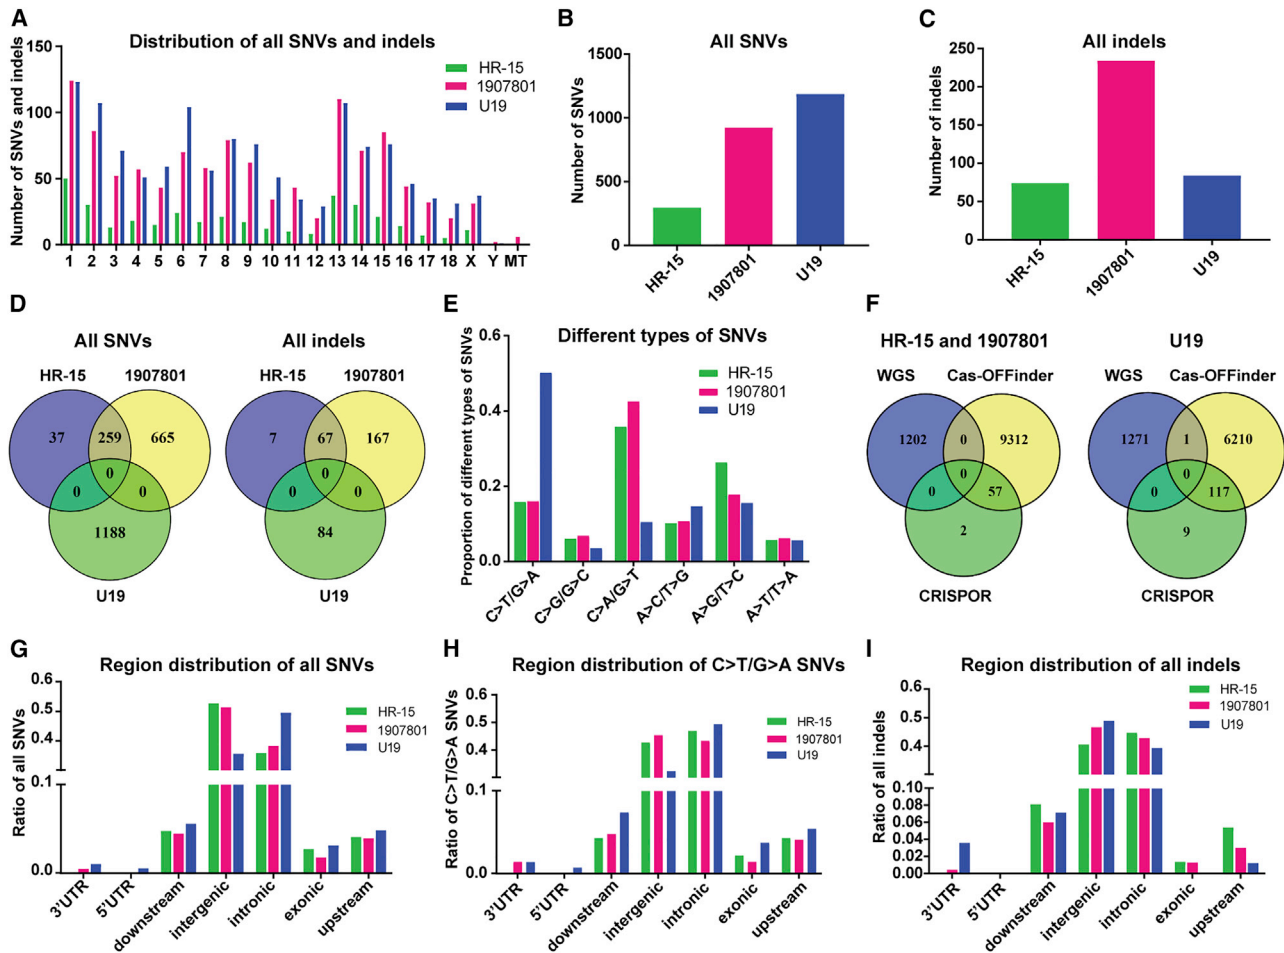 A
Distribution of all SNVs and indels
Number of SNVs and indels
150
100
50
0
HR-15
1907801
U19
1 2 3 4 5 6 7 8 9 10 11 12 13 14 15 16 17 18 X Y MT
B
All SNVs
Number of SNVs
1500
1000
500
0
HR-15 1907801 U19
C
All indels
Number of indels
250
200
150
100
50
0
HR-15 1907801 U19
D
All SNVs
HR-15 1907801
37 259 665
0
0 0
1188
U19
All indels
HR-15 1907801
7 67 167
0
0 0
84
U19
E
Different types of SNVs
Proportion of different types of SNVs
0.6
0.4
0.2
0.0
HR-15
1907801
U19
C>T/G>A C>G/G>C C>A/G>T A>C/T>G A>G/T>C A>T/T>A
F
HR-15 and 1907801
WGS Cas-OFFinder
1202 0 9312
0
0 57
2
CRISPOR
U19
WGS Cas-OFFinder
1271 1 6210
0
0 117
9
CRISPOR
G
Region distribution of all SNVs
Ratio of all SNVs
0.6
0.5
0.4
0.1
0.0
HR-15
1907801
U19
3'UTR 5'UTR downstream intergenic intronic exonic upstream
H
Region distribution of C>T/G>A SNVs
Ratio of C>T/G>A SNVs
0.6
0.5
0.4
0.1
0.0
HR-15
1907801
U19
3'UTR 5'UTR downstream intergenic intronic exonic upstream
I
Region distribution of all indels
Ratio of all indels
0.6
0.5
0.4
0.10
0.08
0.06
0.04
0.02
0.00
HR-15
1907801
U19
3'UTR 5'UTR downstream intergenic intronic exonic upstream